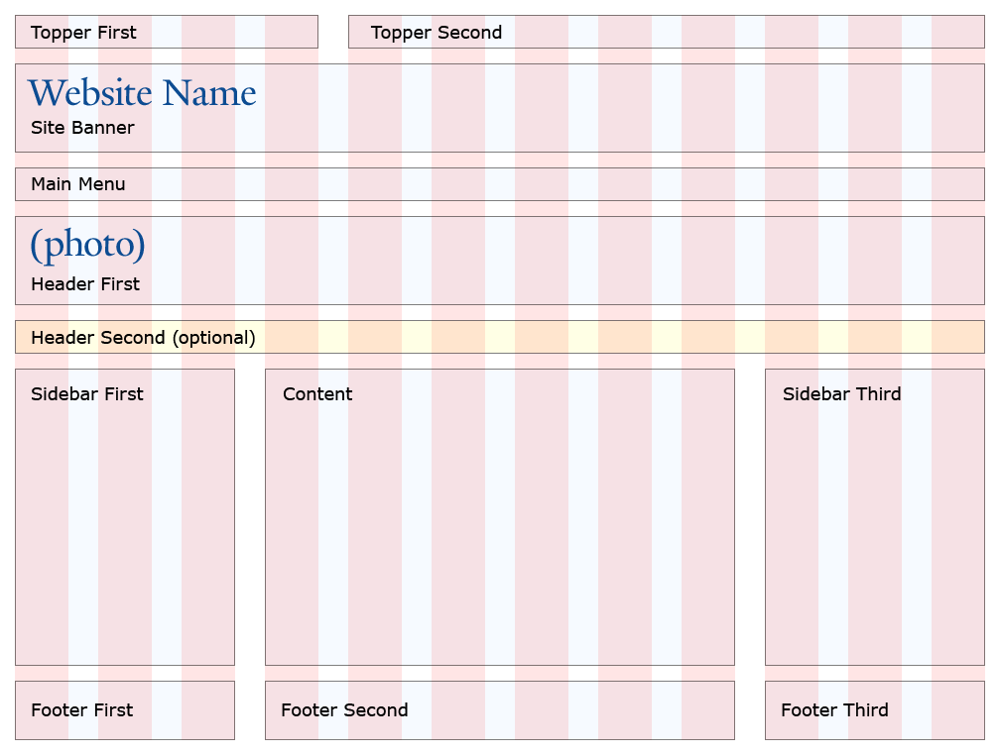 Topper First
Topper Second
Website Name
Site Banner
Main Menu
(photo)
Header First
Header Second (optional)
Sidebar First
Content
Sidebar Third
Footer First
Footer Second
Footer Third